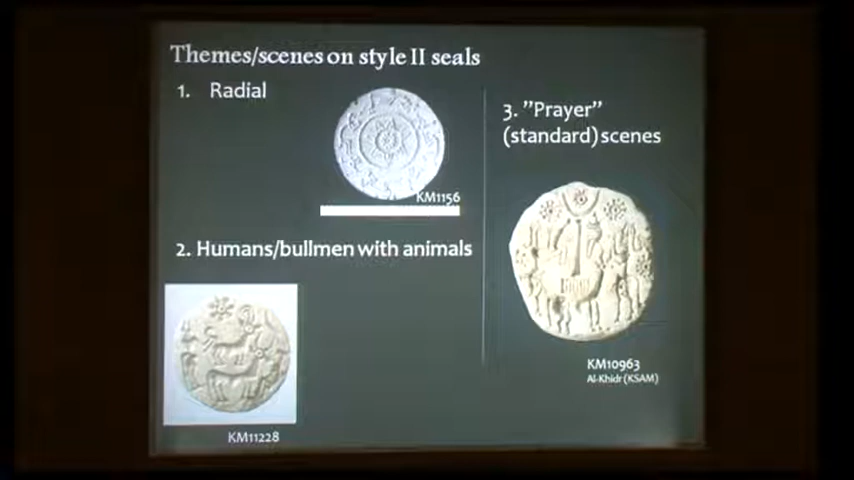 Themes/scenes on style II seals
1. Radial
KM1156
2. Humans/bullmen with animals
KM11228
3. ”Prayer”
(standard) scenes
KM10963
Al-Khidr (KSAM)